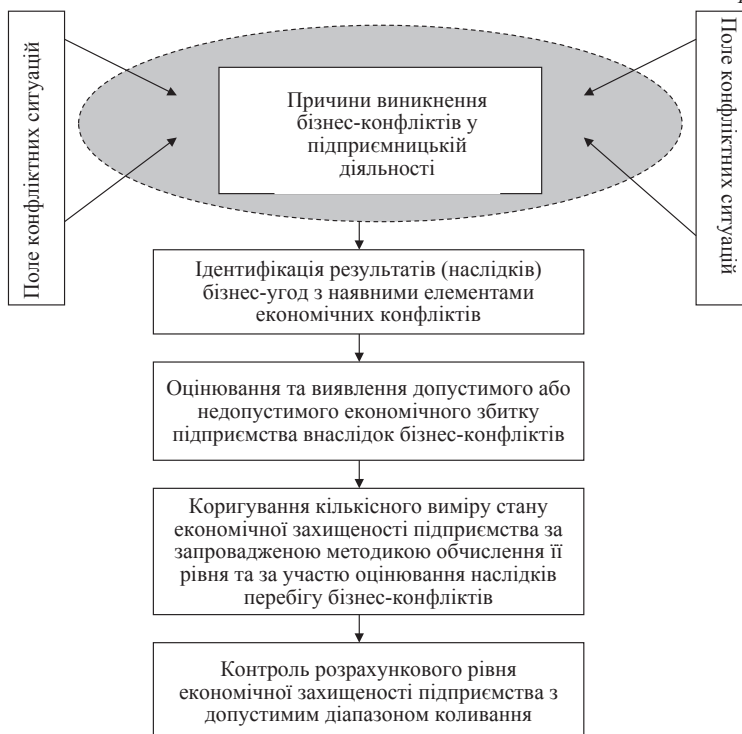 Поле конфліктних ситуацій
Причини виникнення
бізнес-конфліктів у
підприємницькій
діяльності
Поле конфліктних ситуацій
Ідентифікація результатів (наслідків)
бізнес-угод з наявними елементами
економічних конфліктів
Оцінювання та виявлення допустимого або
недопустимого економічного збитку
підприємства внаслідок бізнес-конфліктів
Коригування кількісного виміру стану
економічної захищеності підприємства за
запровадженою методикою обчислення її
рівня та за участю оцінювання наслідків
перебігу бізнес-конфліктів
Контроль розрахункового рівня
економічної захищеності підприємства з
допустимим діапазоном коливання